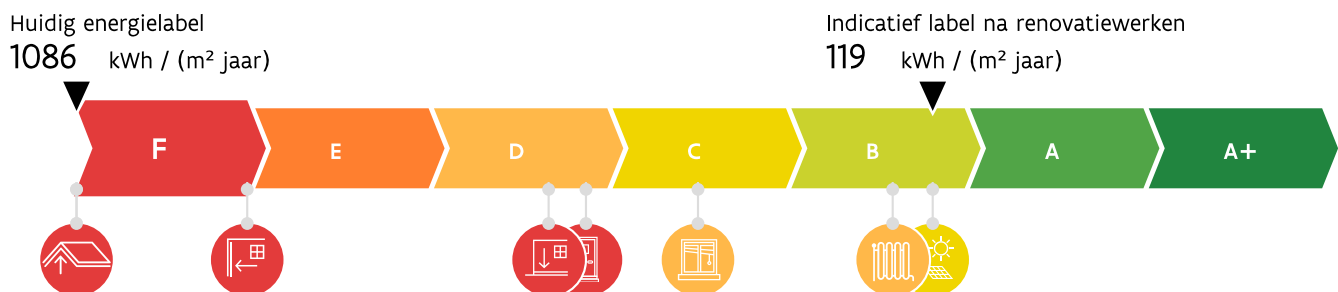 Huidig energielabel
1086 kWh / (m² jaar)
Indicatief label na renovatiewerken
119 kWh / (m² jaar)
F E D C B A A+